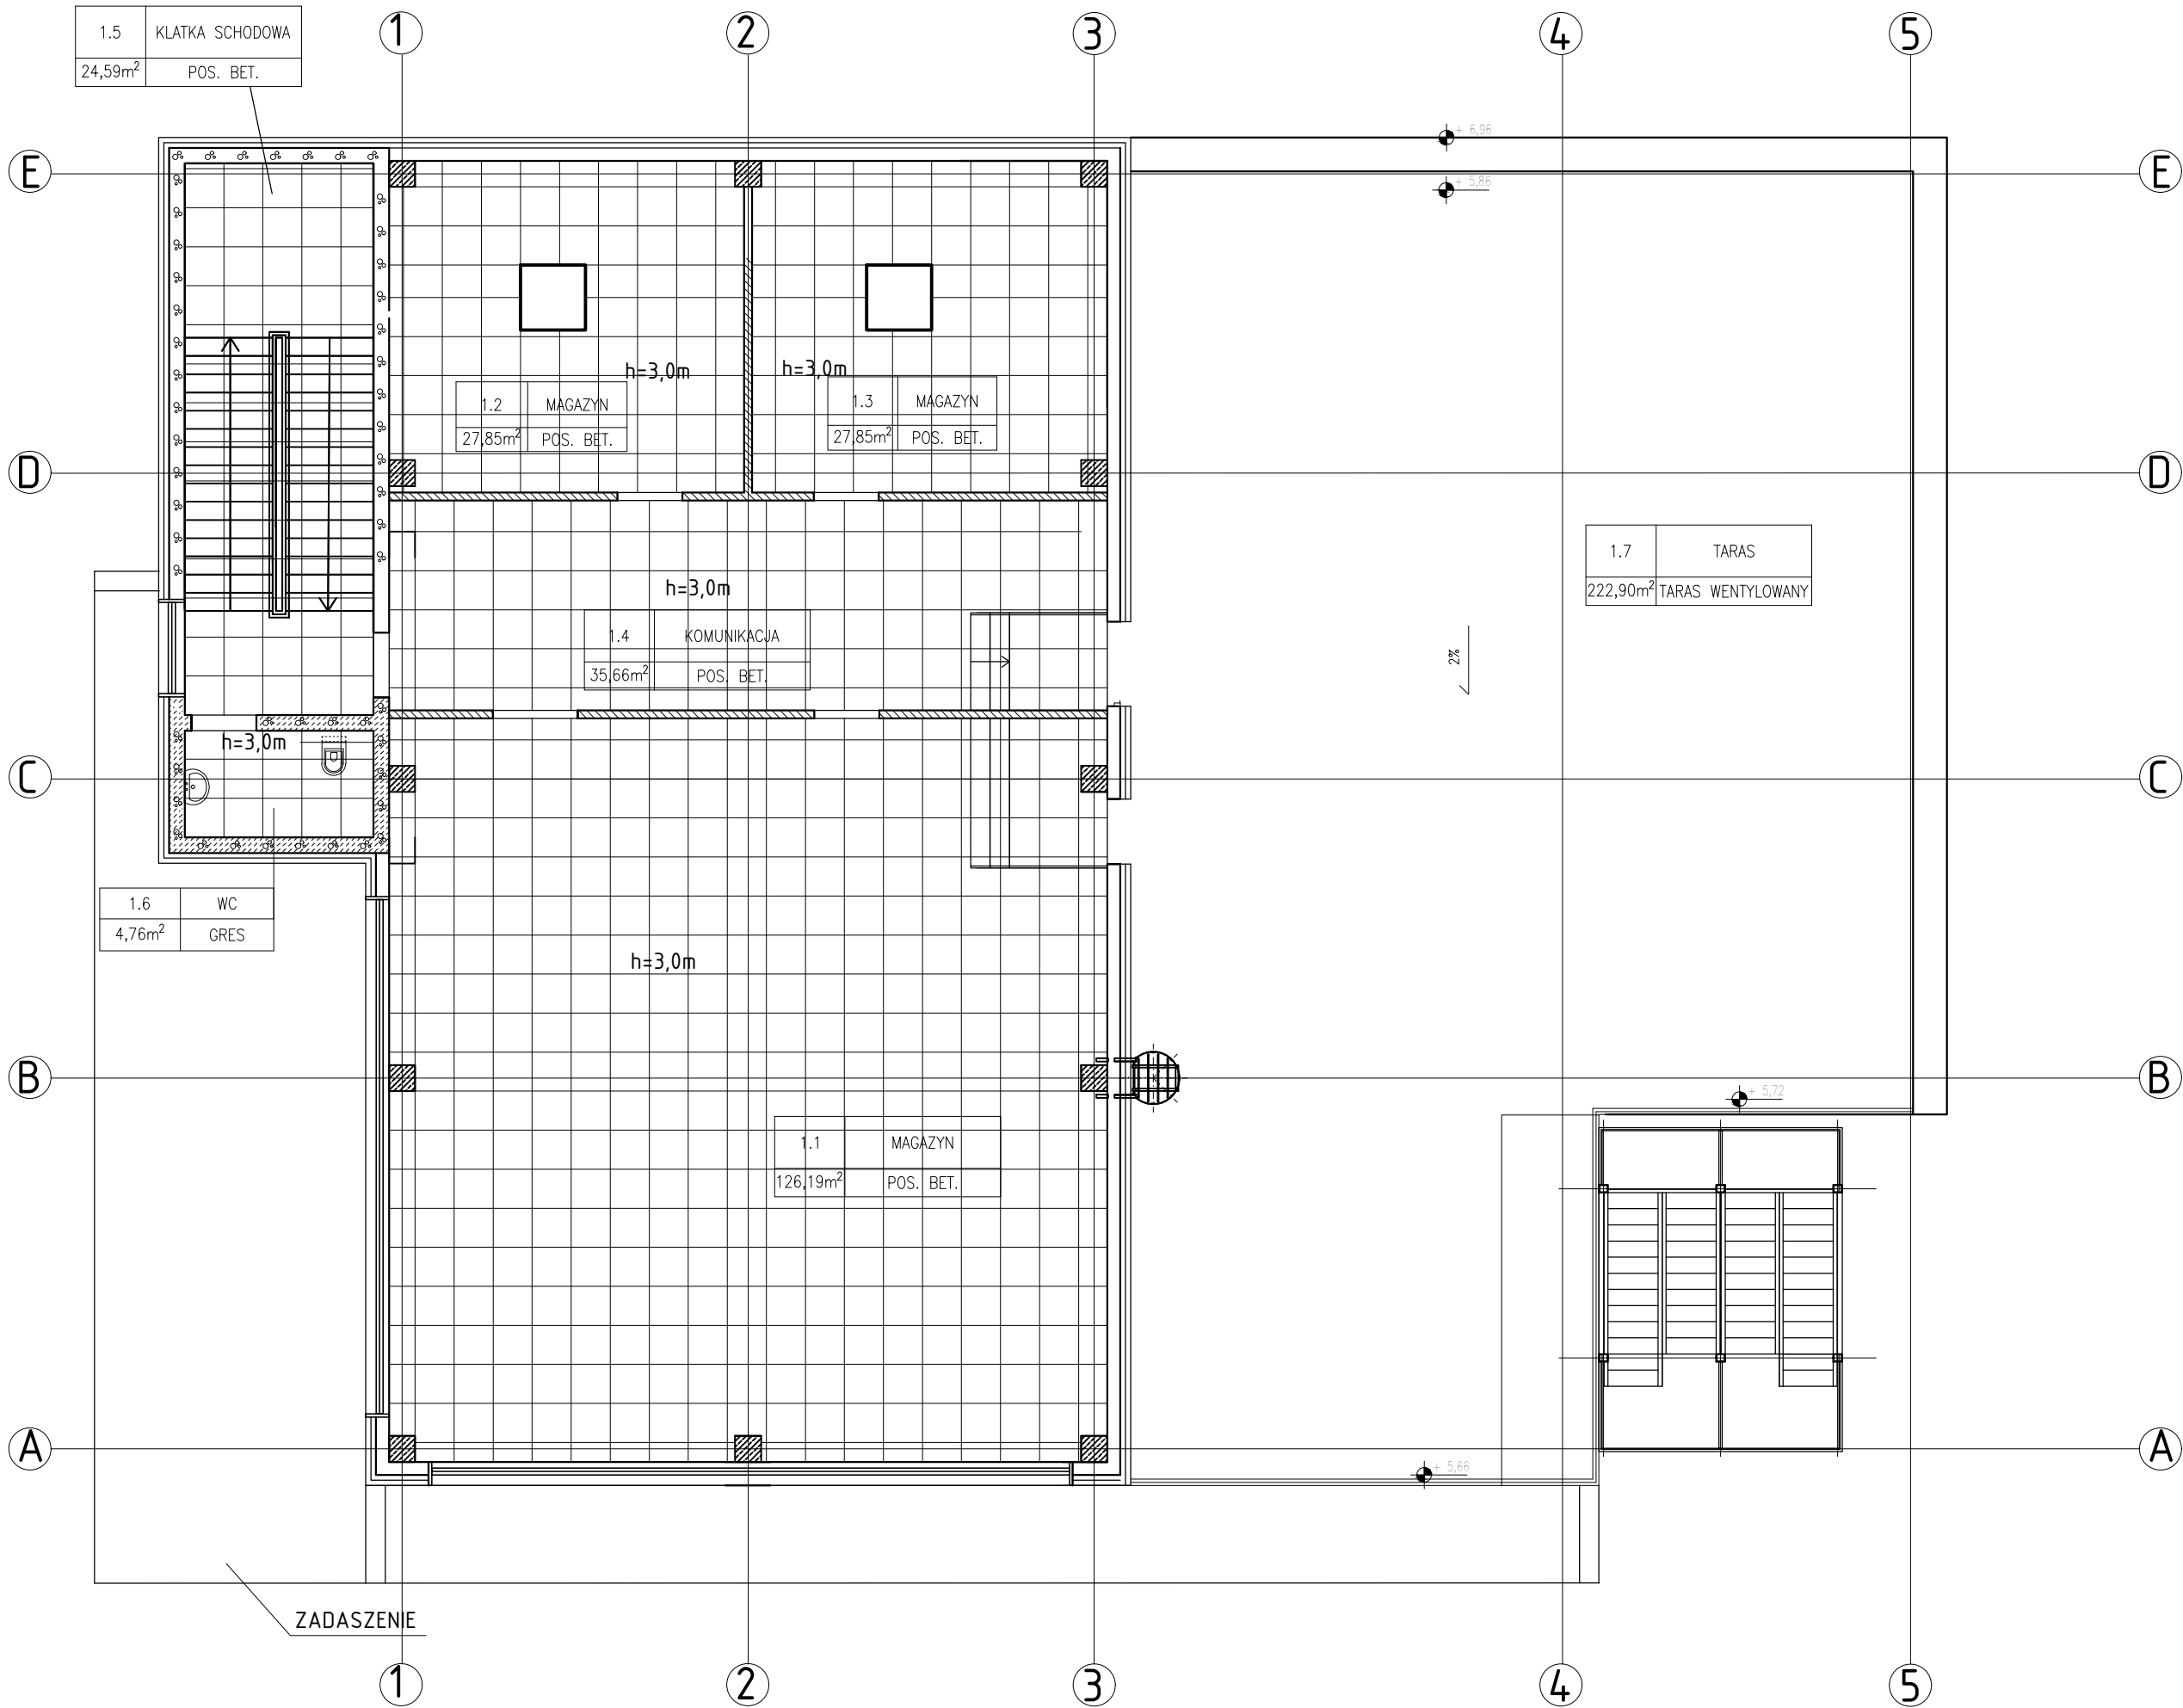 1 2 3 4 5
1.5 KLATKA SCHODOWA
24,59m² POS. BET.
+ 6,96
E E
+ 5,86
h=3,0m h=3,0m
1.2 MAGAZYN
27,85m² POS. BET.
1.3 MAGAZYN
27,85m² POS. BET.
D D
1.7 TARAS
222,90m² TARAS WENTYLOWANY
h=3,0m
1.4 KOMUNIKACJA
35,66m² POS. BET.
2%
h=3,0m
C C
1.6 WC
4,76m² GRES
h=3,0m
B B
+ 5,72
1.1 MAGAZYN
126,19m² POS. BET.
A A
+ 5,66
ZADASZENIE
1 2 3 4 5